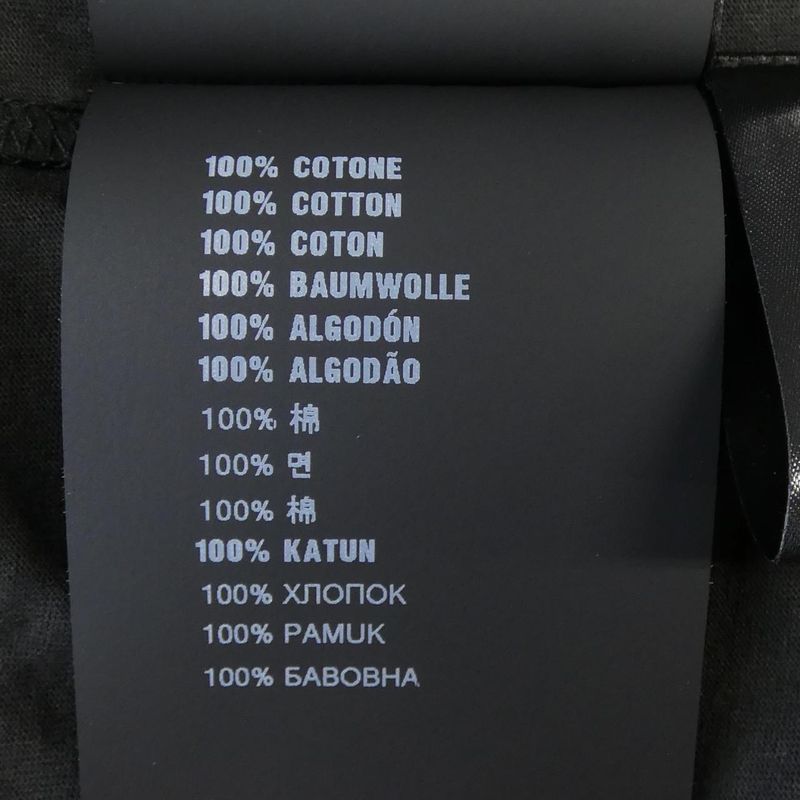 100% COTONE
100% COTTON
100% COTON
100% BAUMWOLLE
100% ALGODÓN
100% ALGODÃO
100% 棉
100% 면
100% 棉
100% KATUN
100% ХЛОПОК
100% PAMUK
100% БАВОВНА